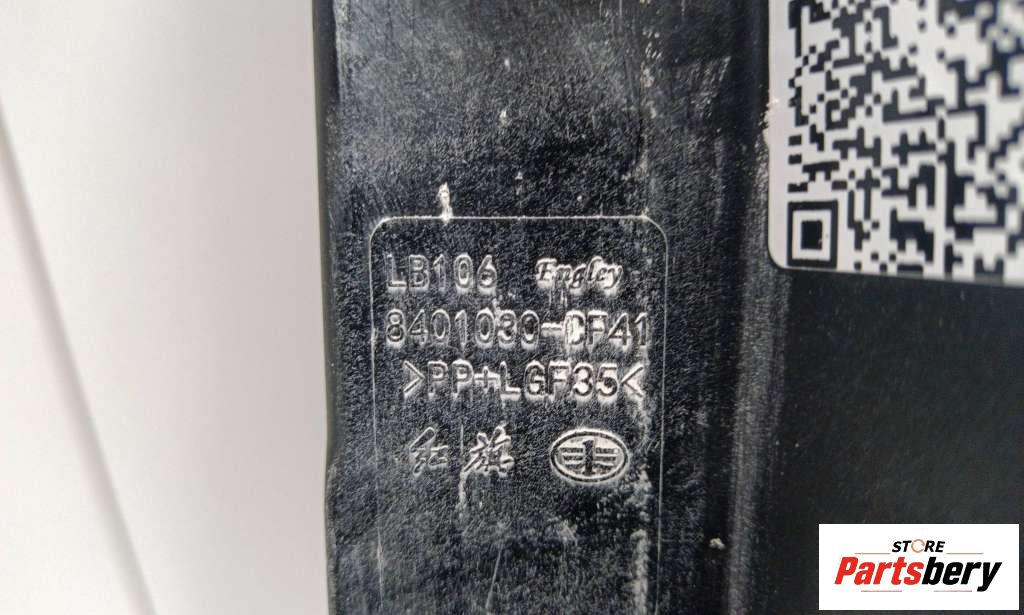 LB106 Engley
8401030-CF41
>PP+LGF35<
红旗
STORE
Partsbery